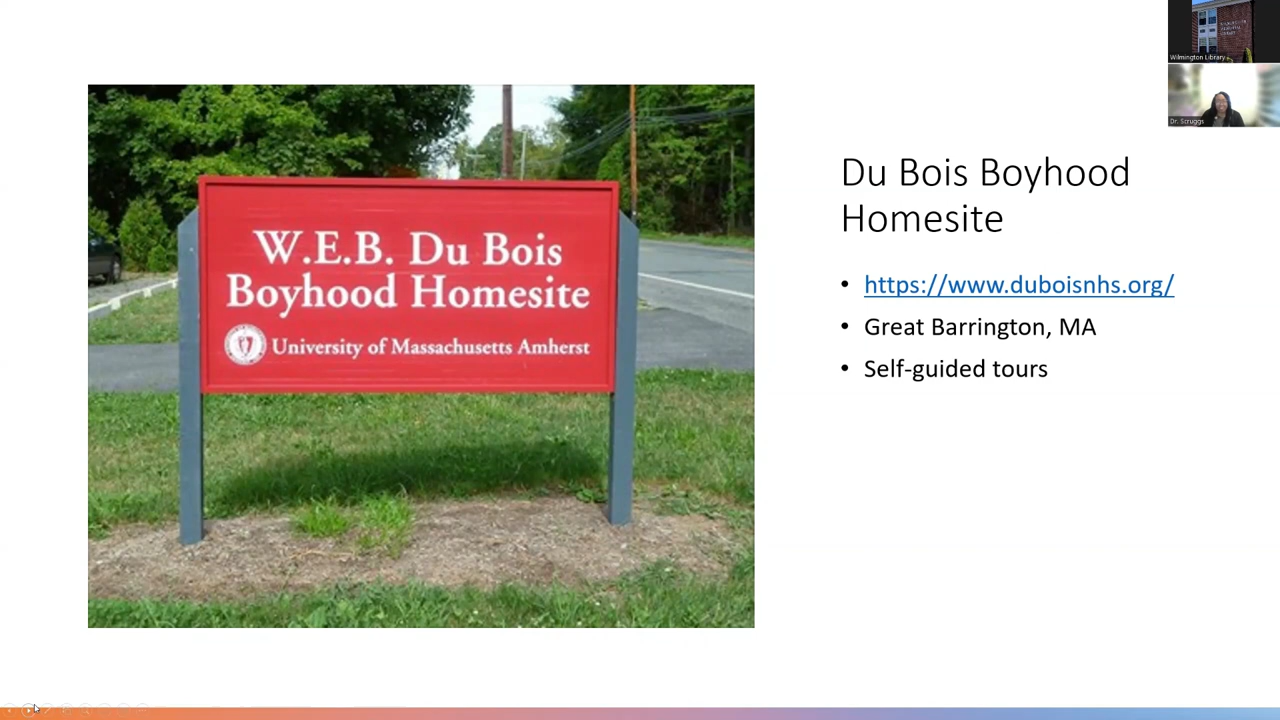 Wilmington Library
Dr. Scruggs
W.E.B. Du Bois
Boyhood Homesite
University of Massachusetts Amherst
Du Bois Boyhood
Homesite
• https://www.duboisnhs.org/
• Great Barrington, MA
• Self-guided tours